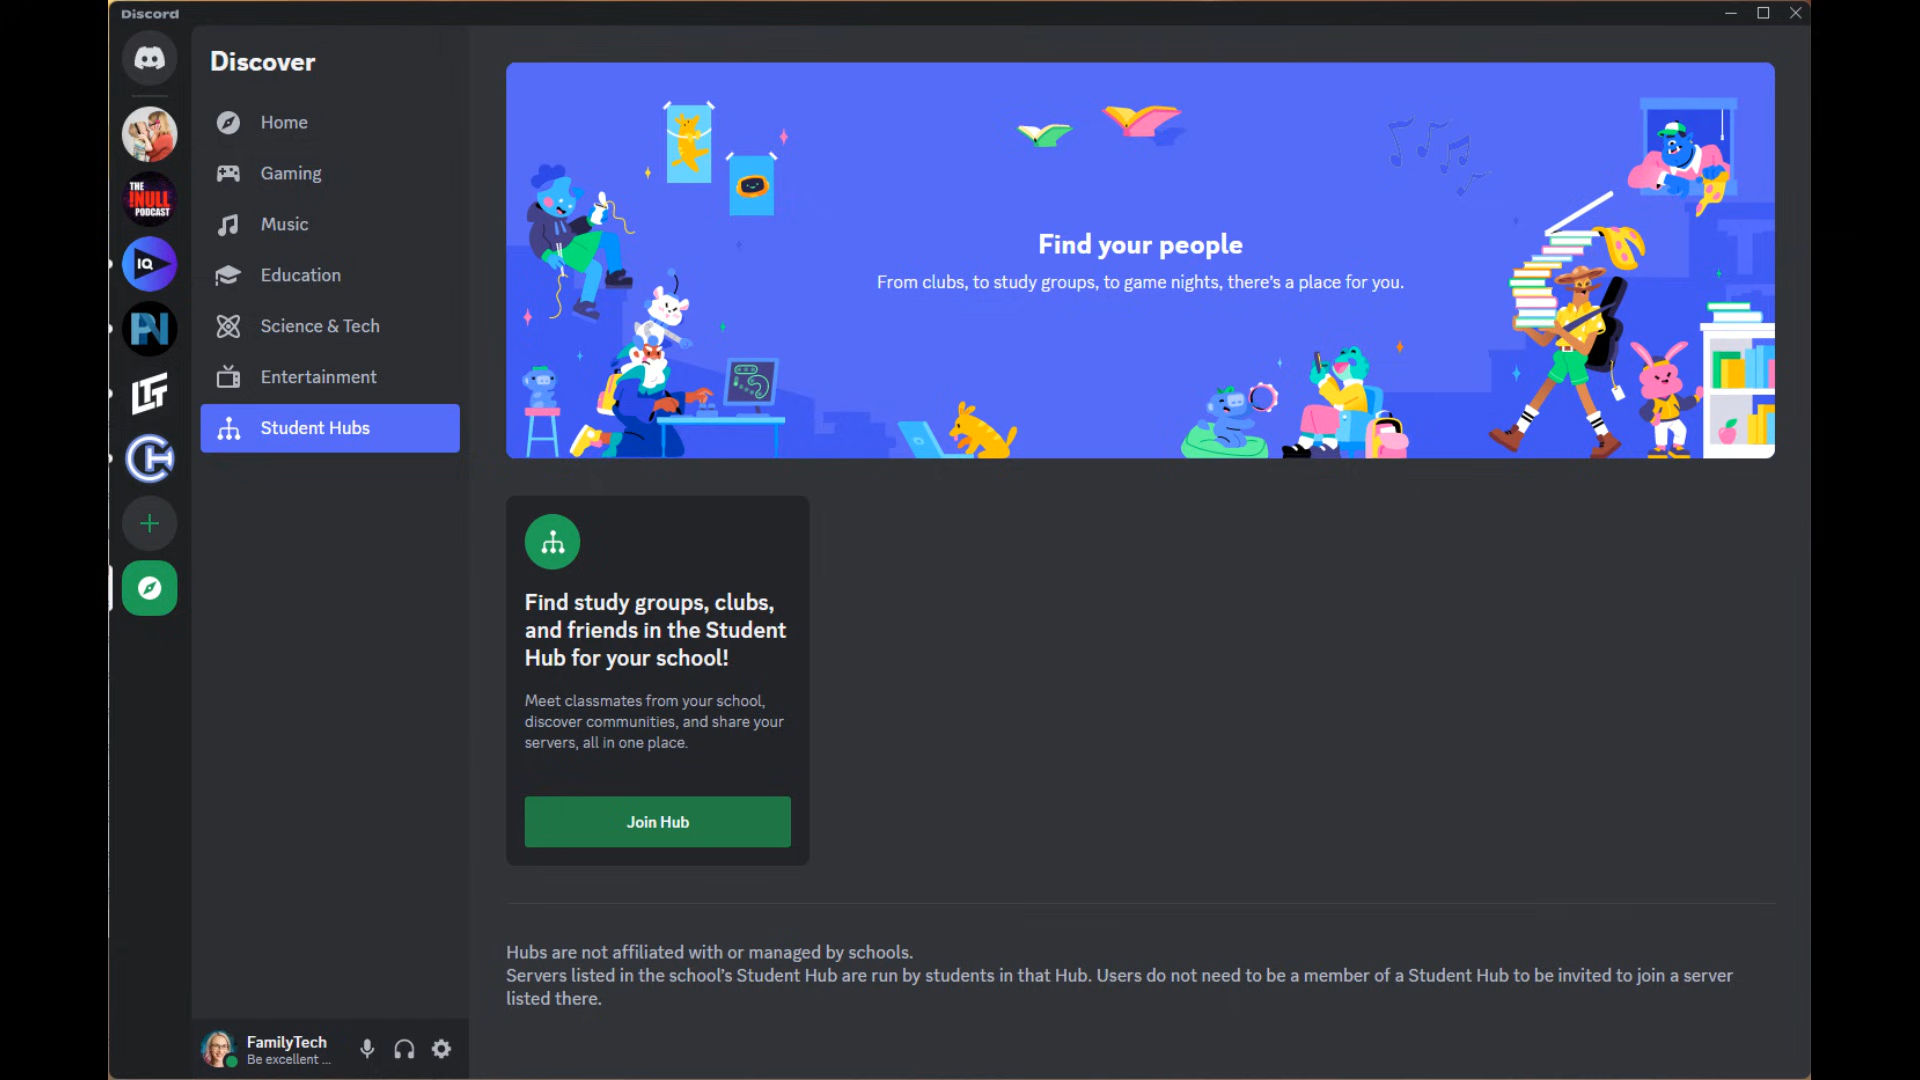 Discord
Discover
Home
Gaming
Music
Education
Science & Tech
Entertainment
Student Hubs
THE
!NULL
PODCAST
IQ
PN
LTF
CH
Find your people
From clubs, to study groups, to game nights, there's a place for you.
Find study groups, clubs,
and friends in the Student
Hub for your school!
Meet classmates from your school,
discover communities, and share your
servers, all in one place.
Join Hub
Hubs are not affiliated with or managed by schools.
Servers listed in the school's Student Hub are run by students in that Hub. Users do not need to be a member of a Student Hub to be invited to join a server
listed there.
FamilyTech
Be excellent ...